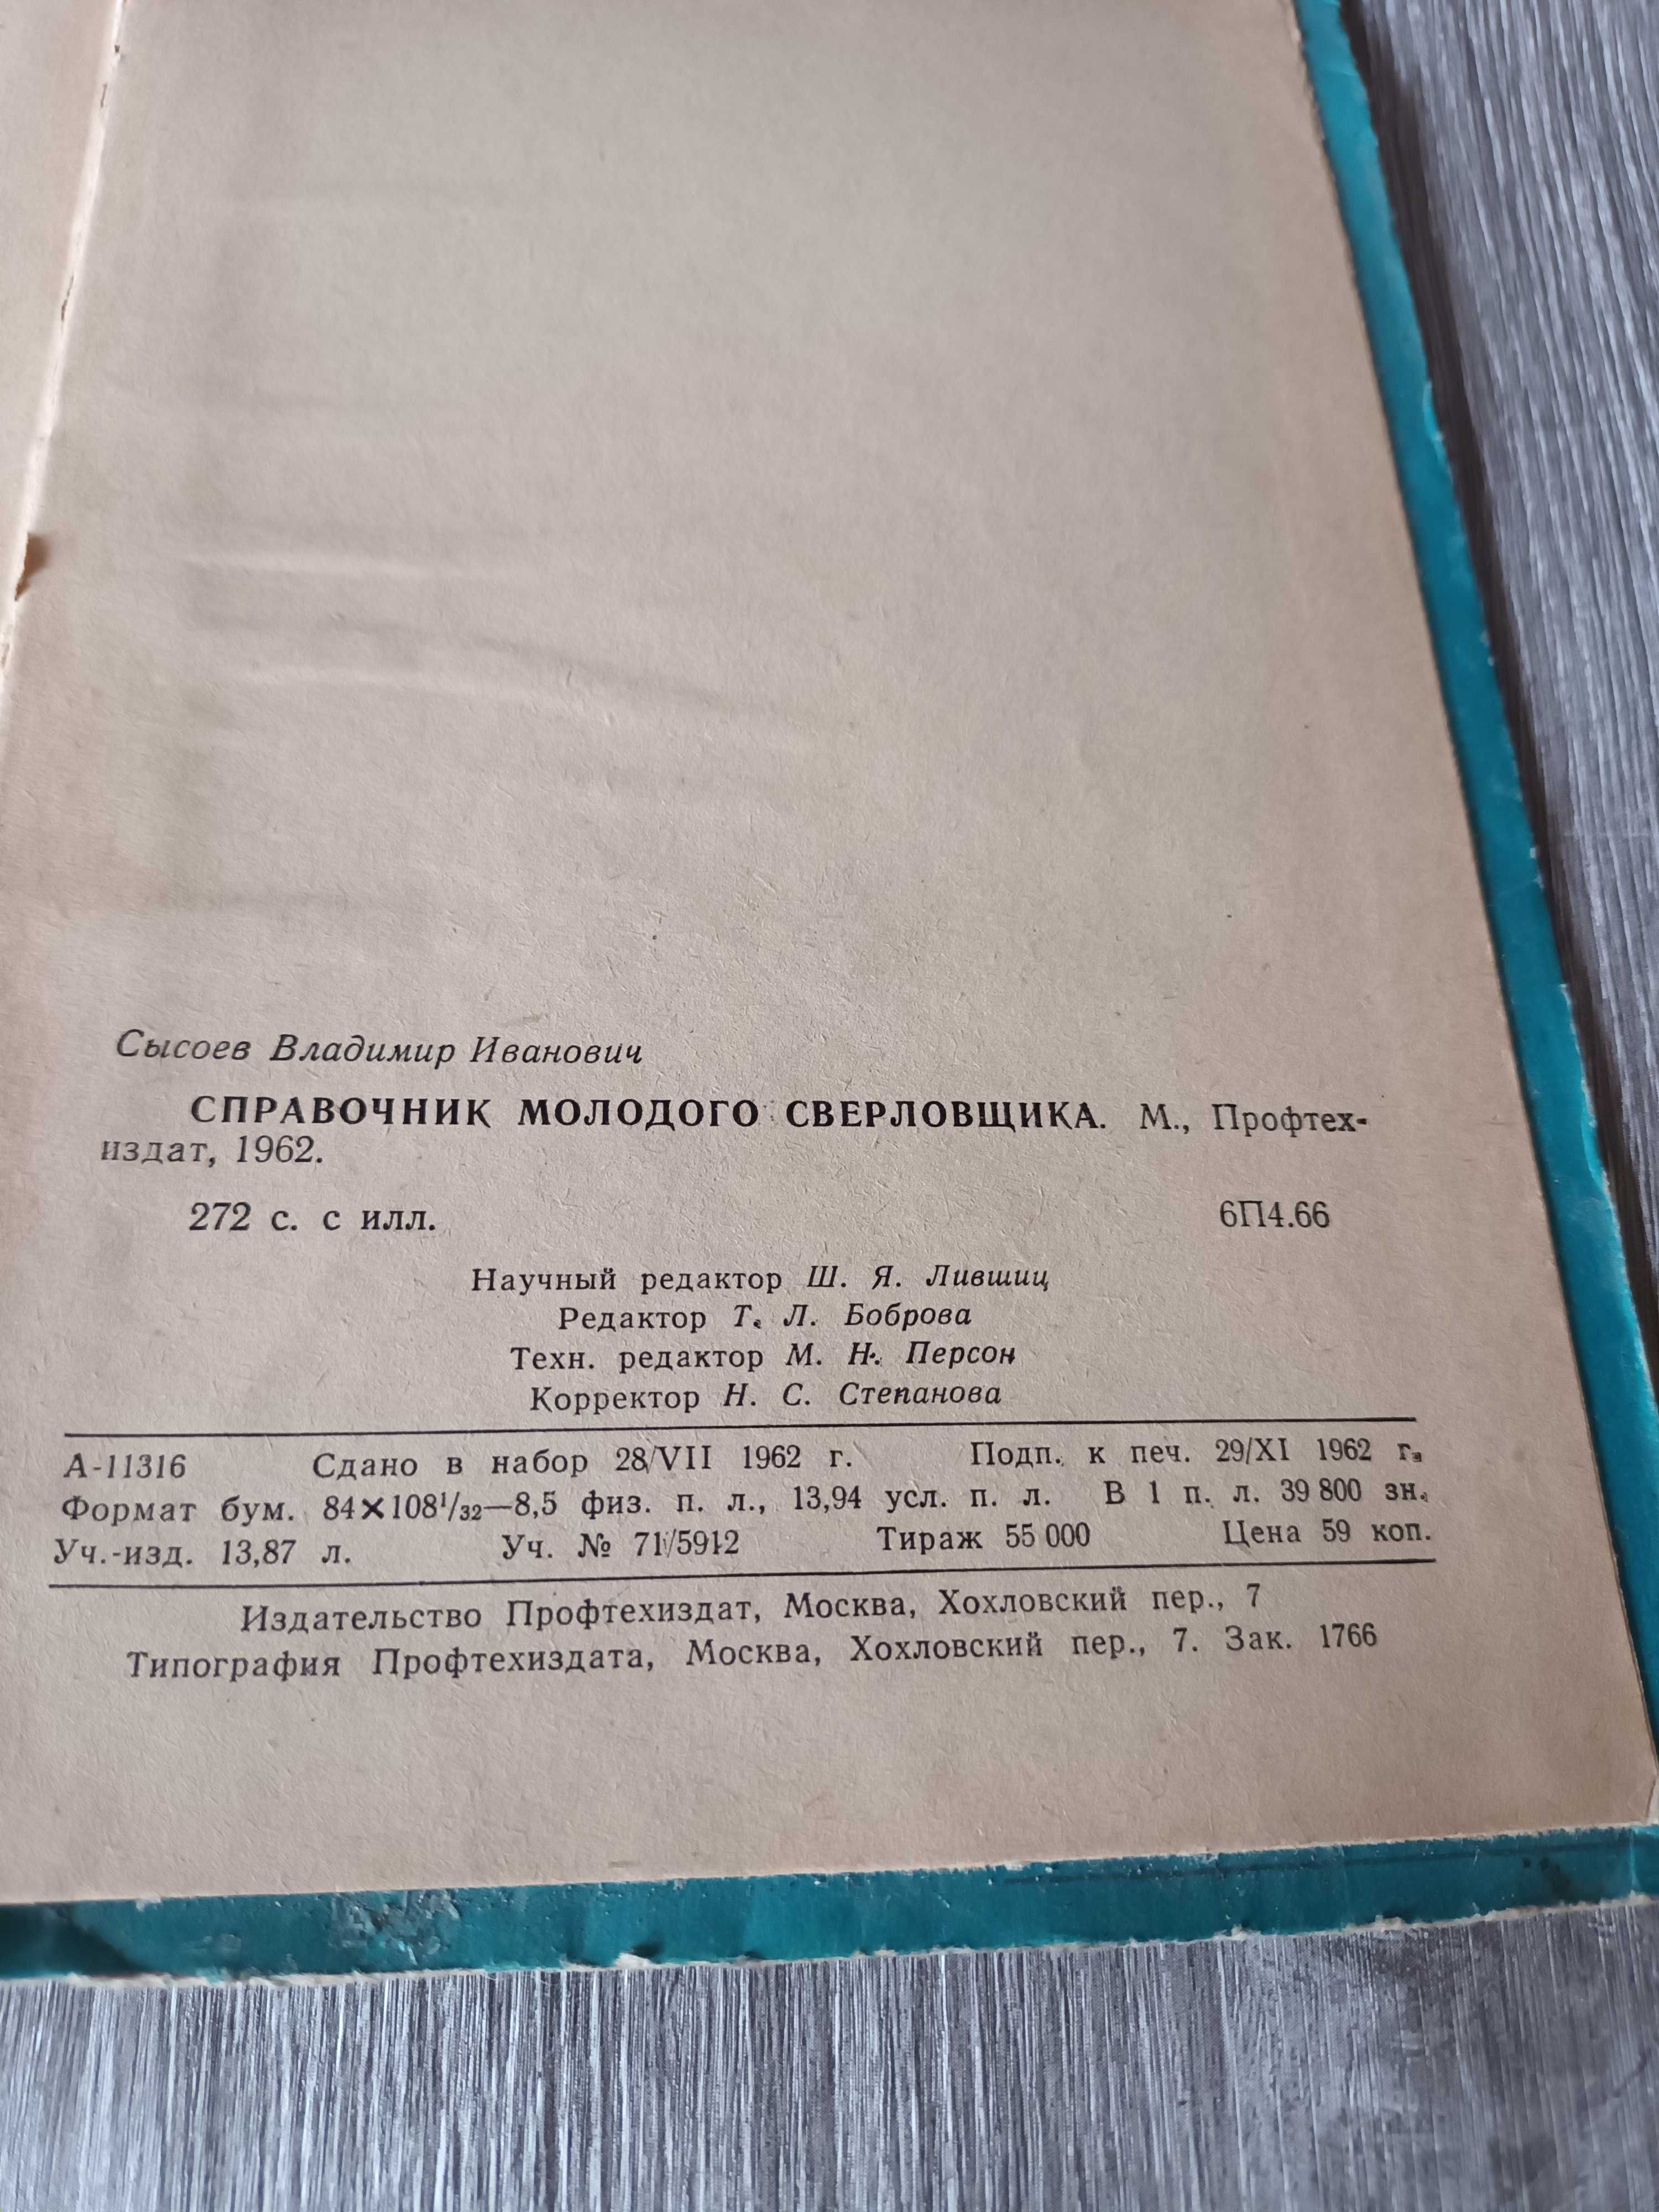 Сысоев Владимир Иванович
СПРАВОЧНИК МОЛОДОГО СВЕРЛОВЩИКА. М., Профтех-
издат, 1962.
272 с. с илл. 6П4.66
Научный редактор Ш. Я. Лившиц
Редактор Т. Л. Боброва
Техн. редактор М. Н. Персон
Корректор Н. С. Степанова
А-11316 Сдано в набор 28/VII 1962 г. Подп. к печ. 29/XI 1962 г.
Формат бум. 84×108¹/₃₂—8,5 физ. п. л., 13,94 усл. п. л. В 1 п. л. 39 800 зн.
Уч.-изд. 13,87 л. Уч. № 71/5912 Тираж 55 000 Цена 59 коп.
Издательство Профтехиздат, Москва, Хохловский пер., 7
Типография Профтехиздата, Москва, Хохловский пер., 7. Зак. 1766